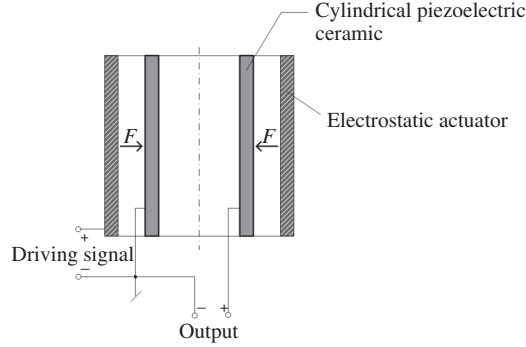 Cylindrical piezoelectric
ceramic
Electrostatic actuator
F
F
+
Driving signal
−
− +
Output